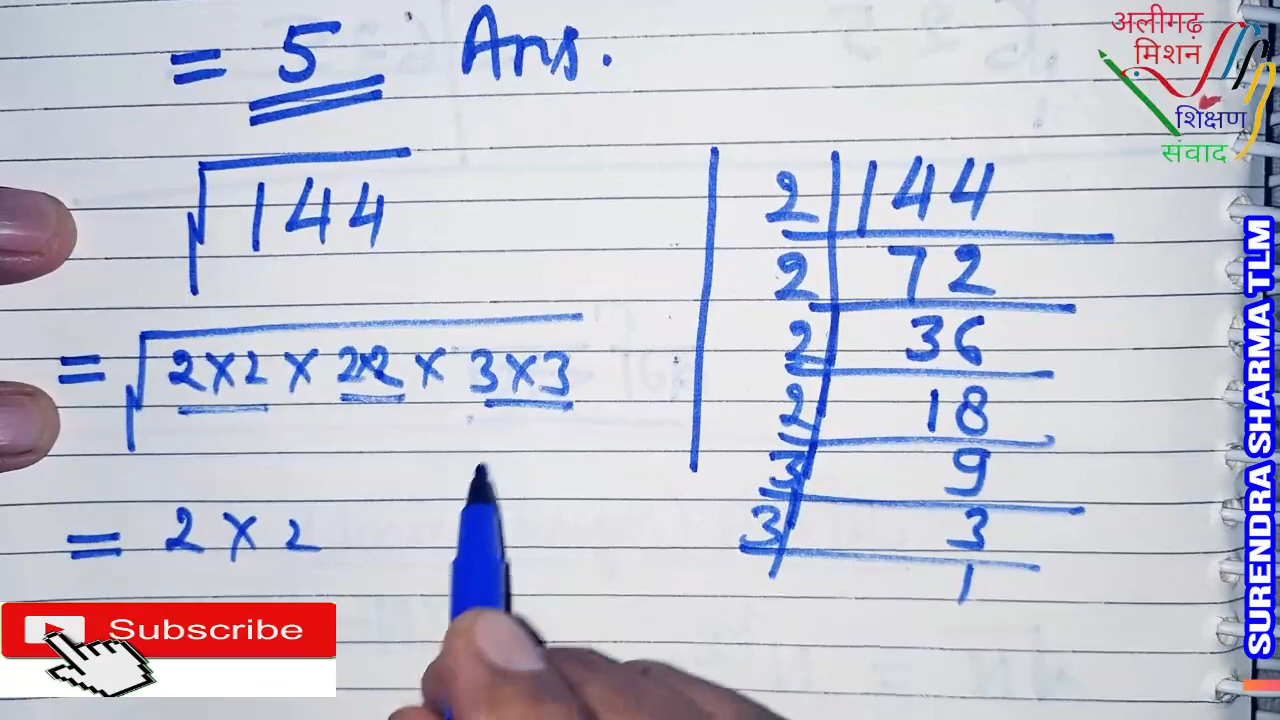 = 5 Ans.
√144
= √2×2 × 2×2 × 3×3
= 2 × 2
2 | 144
2 | 72
2 | 36
2 | 18
3 | 9
3 | 3
1
अलीगढ़
मिशन
शिक्षण
संवाद
SURENDRA SHARMA TLM
Subscribe